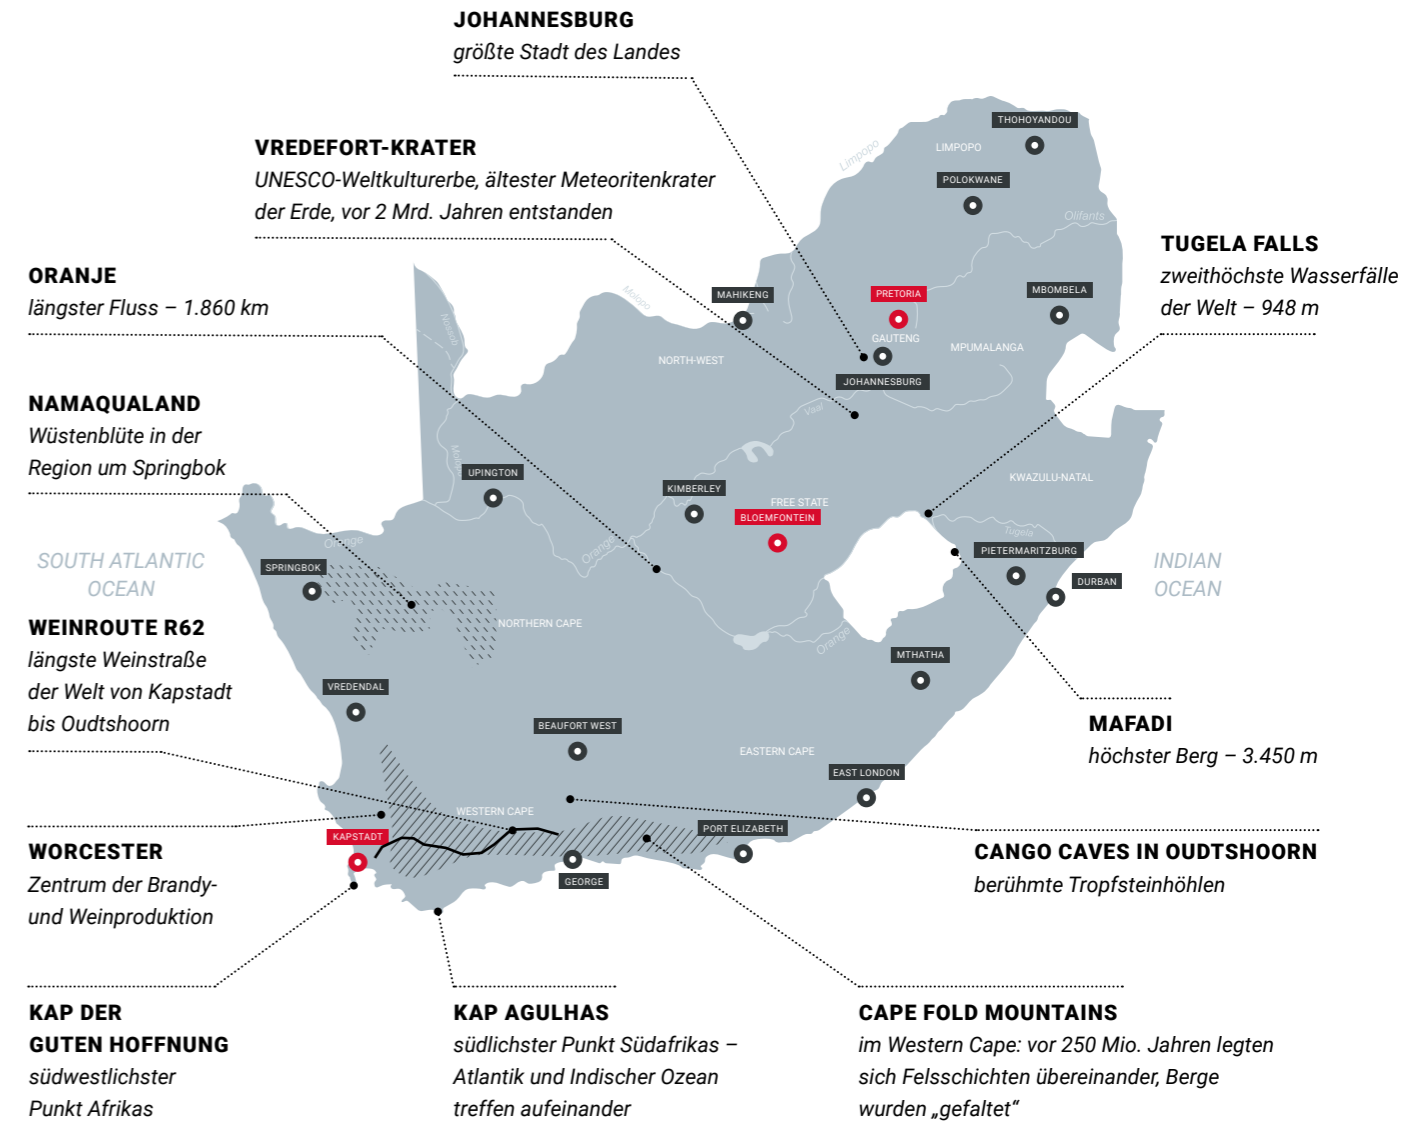 JOHANNESBURG
größte Stadt des Landes
VREDEFORT-KRATER
UNESCO-Weltkulturerbe, ältester Meteoritenkrater
der Erde, vor 2 Mrd. Jahren entstanden
ORANJE
längster Fluss – 1.860 km
NAMAQUALAND
Wüstenblüte in der
Region um Springbok
SOUTH ATLANTIC
OCEAN
WEINROUTE R62
längste Weinstraße
der Welt von Kapstadt
bis Oudtshoorn
WORCESTER
Zentrum der Brandy-
und Weinproduktion
KAP DER
GUTEN HOFFNUNG
südwestlichster
Punkt Afrikas
KAP AGULHAS
südlichster Punkt Südafrikas –
Atlantik und Indischer Ozean
treffen aufeinander
CAPE FOLD MOUNTAINS
im Western Cape: vor 250 Mio. Jahren legten
sich Felsschichten übereinander, Berge
wurden „gefaltet“
CANGO CAVES IN OUDTSHOORN
berühmte Tropfsteinhöhlen
MAFADI
höchster Berg – 3.450 m
INDIAN
OCEAN
TUGELA FALLS
zweithöchste Wasserfälle
der Welt – 948 m
THOHOYANDOU
Limpopo
LIMPOPO
POLOKWANE
Olifants
MAHIKENG
PRETORIA
MBOMBELA
Molopo
Nossob
GAUTENG
MPUMALANGA
NORTH-WEST
JOHANNESBURG
Vaal
Molopo
UPINGTON
KIMBERLEY
KWAZULU-NATAL
FREE STATE
BLOEMFONTEIN
Tugela
Orange
Orange
PIETERMARITZBURG
SPRINGBOK
DURBAN
NORTHERN CAPE
Orange
MTHATHA
VREDENDAL
BEAUFORT WEST
EASTERN CAPE
EAST LONDON
WESTERN CAPE
PORT ELIZABETH
KAPSTADT
GEORGE